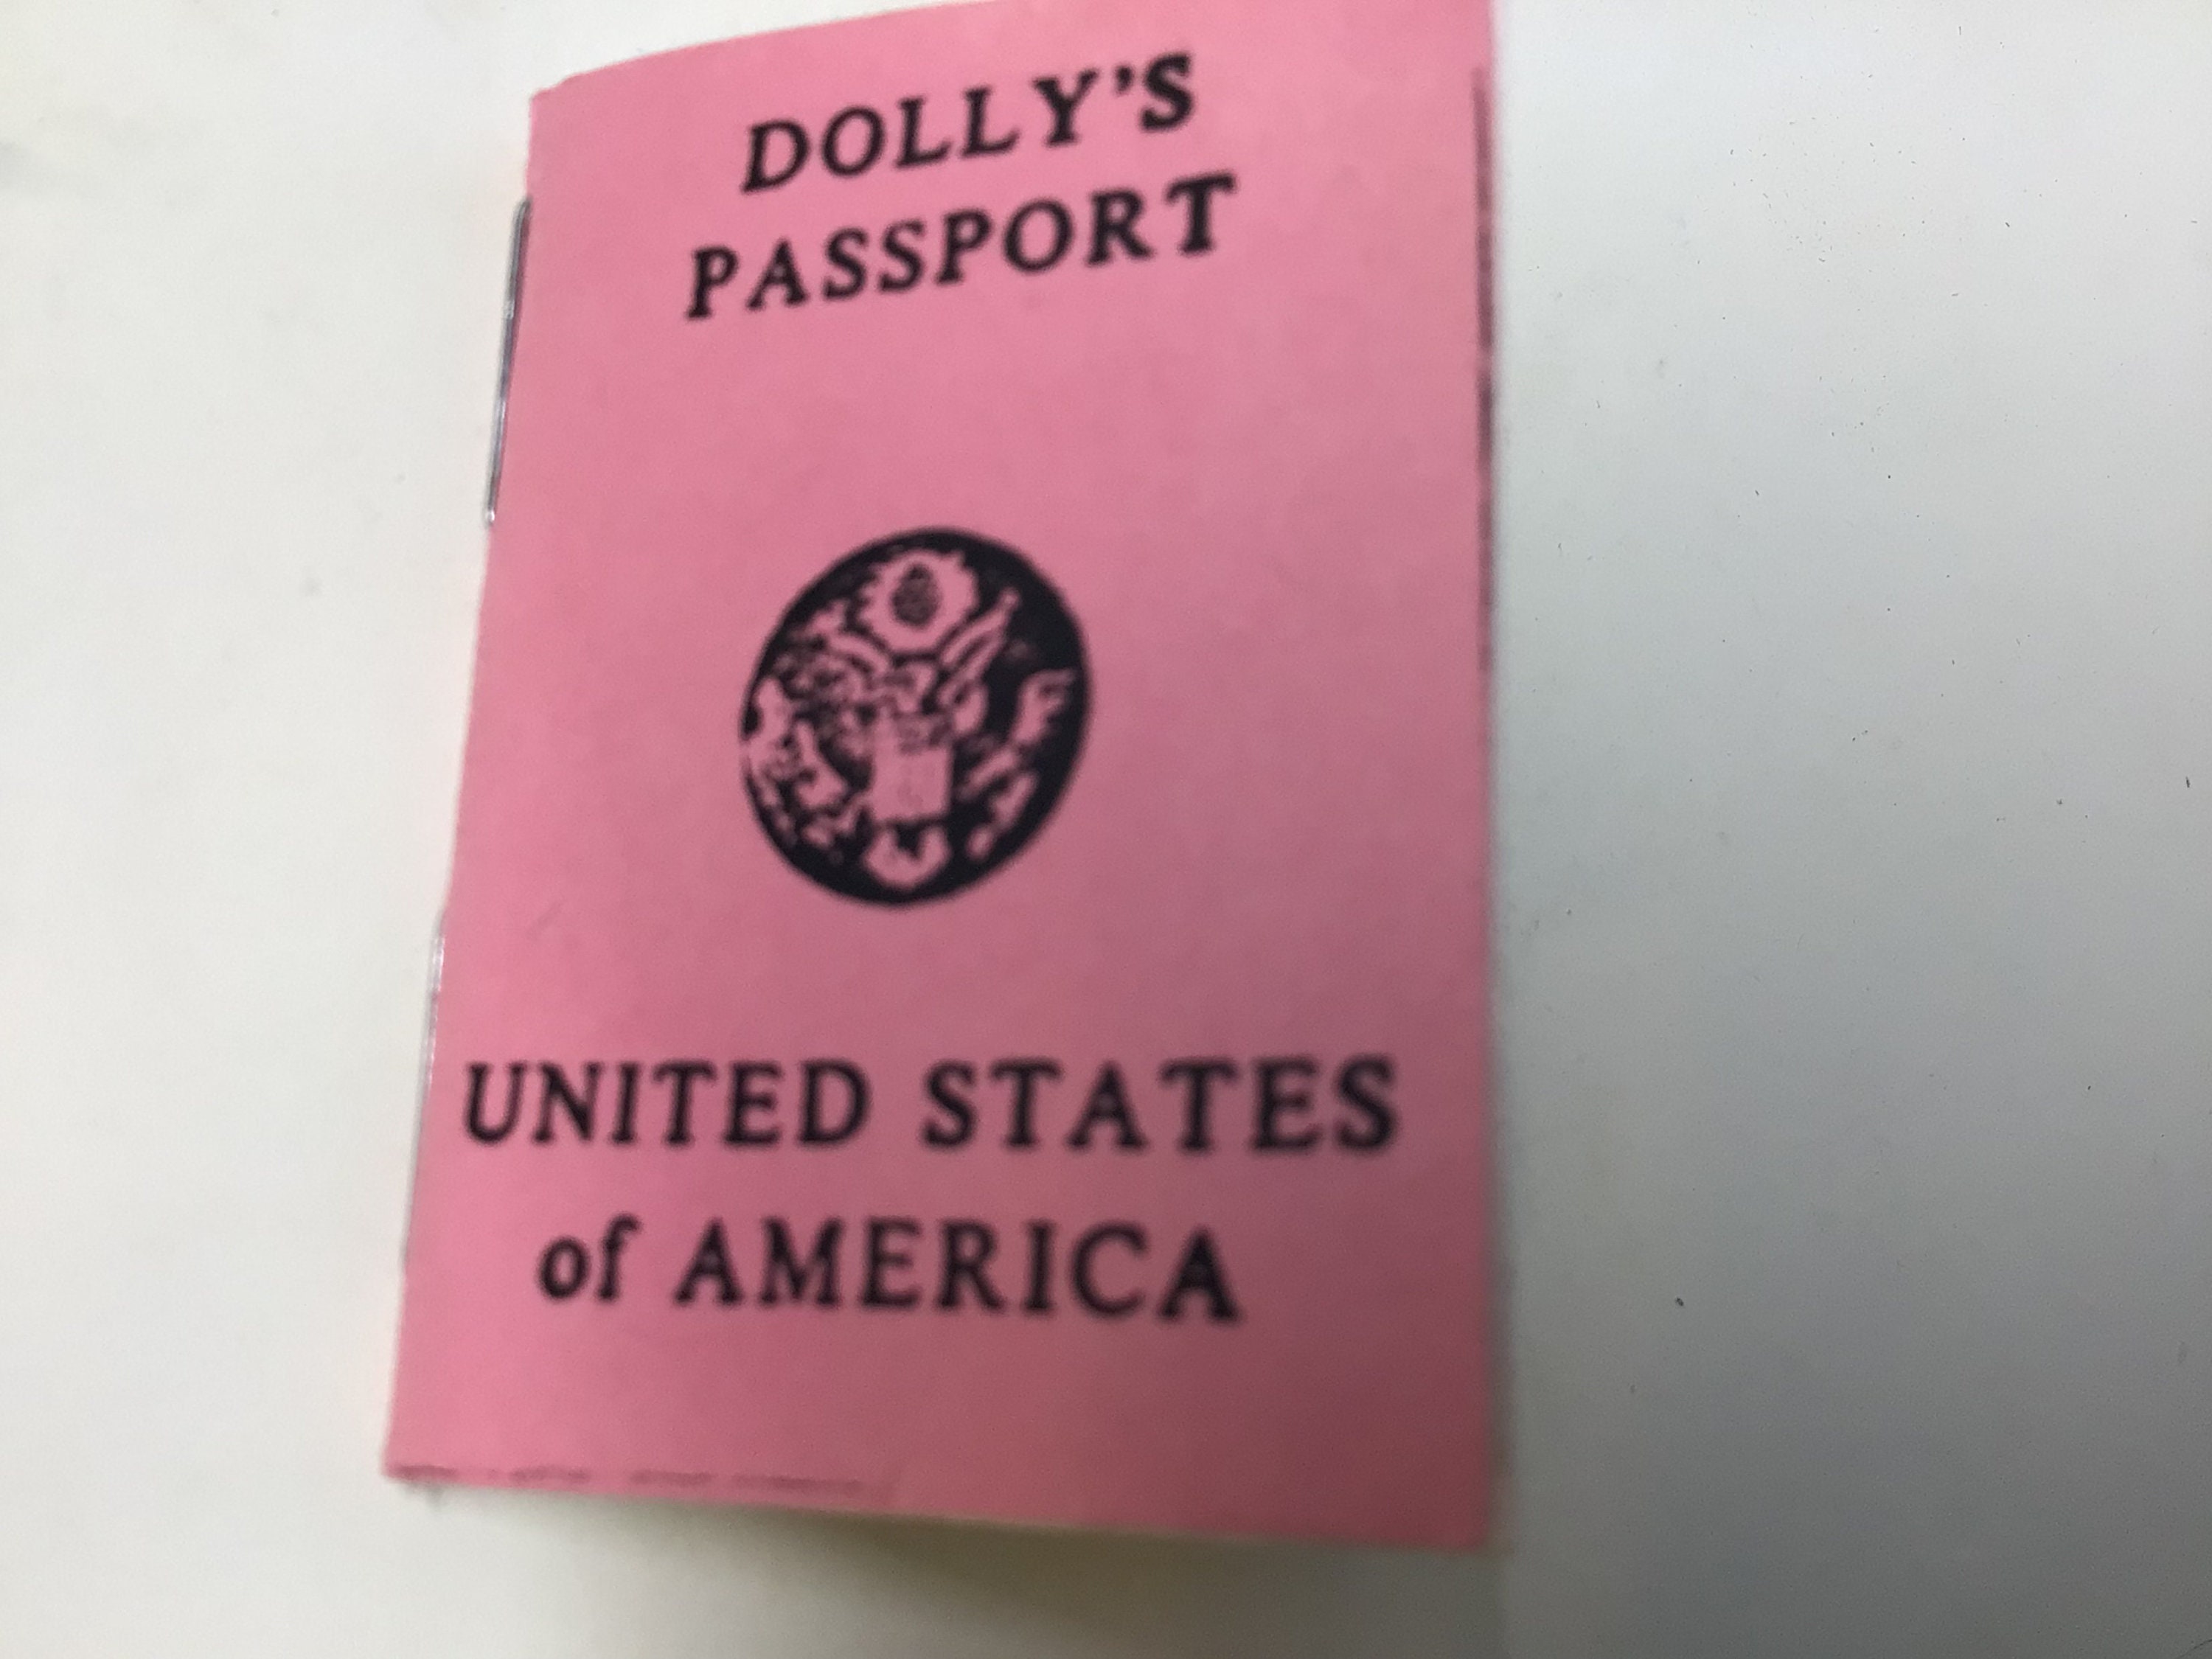 DOLLY'S
PASSPORT
UNITED STATES
of AMERICA